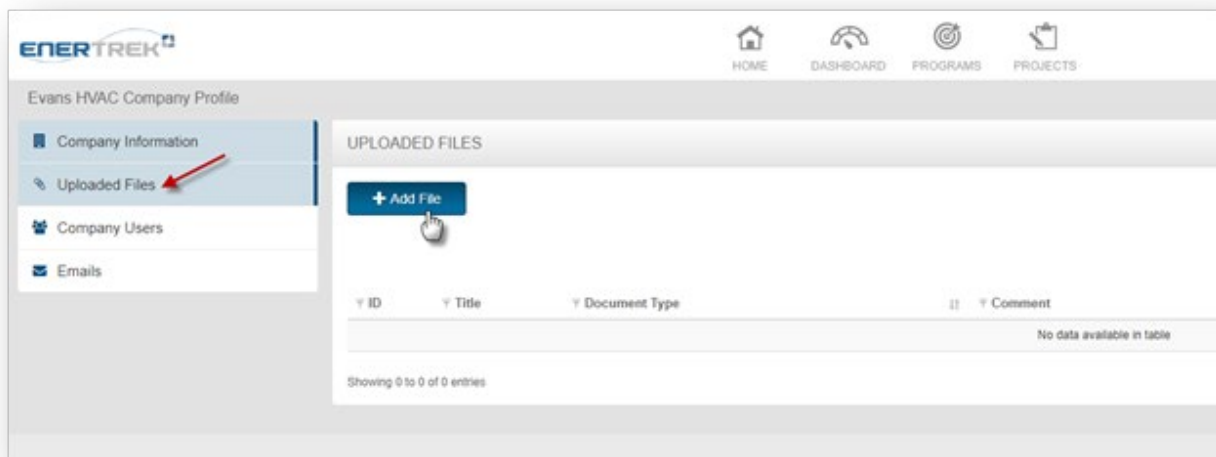 ENERTREK
HOME DASHBOARD PROGRAMS PROJECTS
Evans HVAC Company Profile
Company Information
Uploaded Files
Company Users
Emails
UPLOADED FILES
+ Add File
ID Title Document Type Comment
No data available in table
Showing 0 to 0 of 0 entries